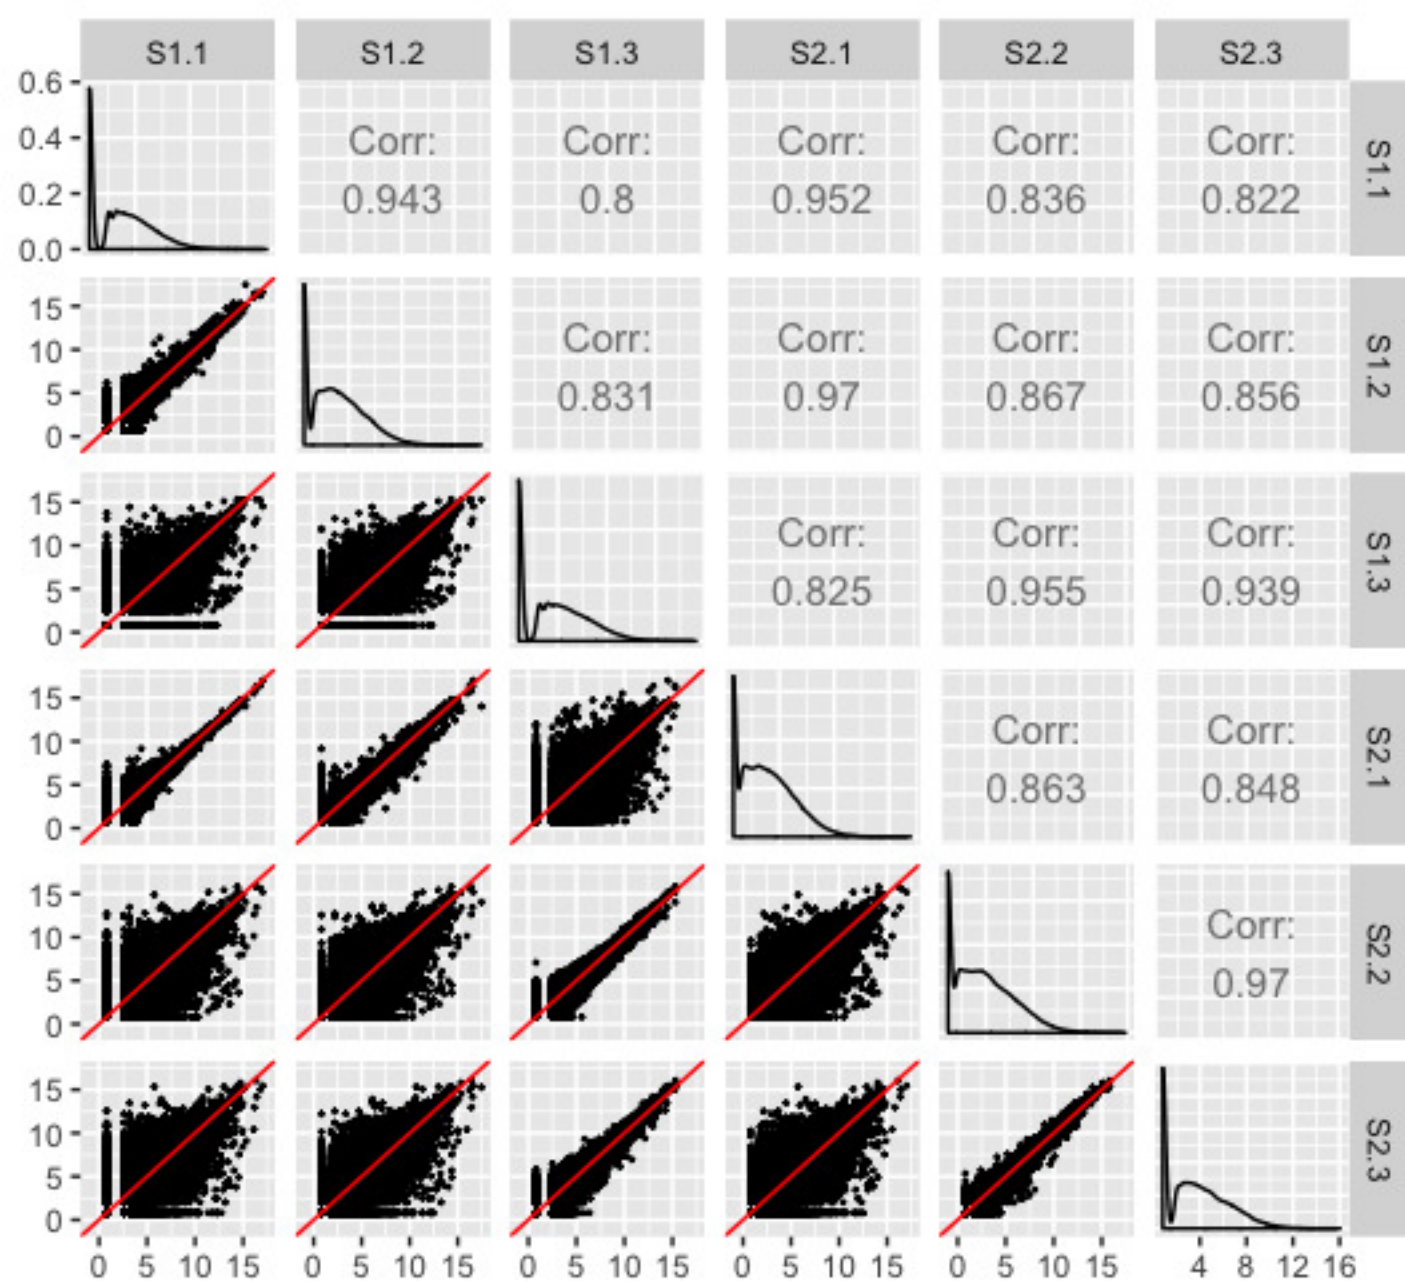 S1.1 S1.2 S1.3 S2.1 S2.2 S2.3
0.6
0.4
0.2
0.0
Corr:
0.943
Corr:
0.8
Corr:
0.952
Corr:
0.836
Corr:
0.822
S1.1
15
10
5
0
Corr:
0.831
Corr:
0.97
Corr:
0.867
Corr:
0.856
S1.2
15
10
5
0
Corr:
0.825
Corr:
0.955
Corr:
0.939
S1.3
15
10
5
0
Corr:
0.863
Corr:
0.848
S2.1
15
10
5
0
Corr:
0.97
S2.2
15
10
5
0
S2.3
0 5 10 15 0 5 10 15 0 5 10 15 0 5 10 15 0 5 10 15 4 8 12 16